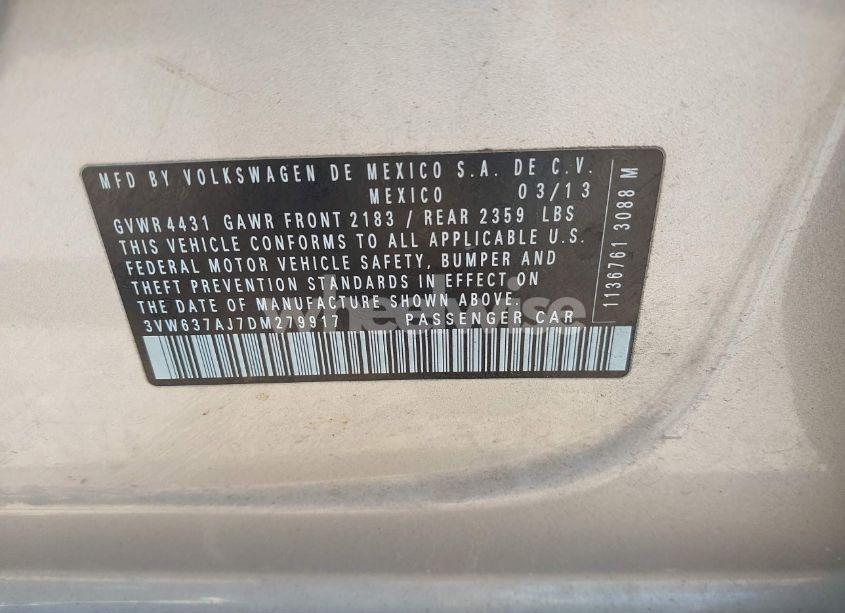 MFD BY VOLKSWAGEN DE MEXICO S.A. DE C.V.
MEXICO 03/13
GVWR 4431 GAWR FRONT 2183 / REAR 2359 LBS
THIS VEHICLE CONFORMS TO ALL APPLICABLE U.S.
FEDERAL MOTOR VEHICLE SAFETY, BUMPER AND
THEFT PREVENTION STANDARDS IN EFFECT ON
THE DATE OF MANUFACTURE SHOWN ABOVE.
3VW637AJ7DM279917 PASSENGER CAR
1136761 3088 M
wheelwise